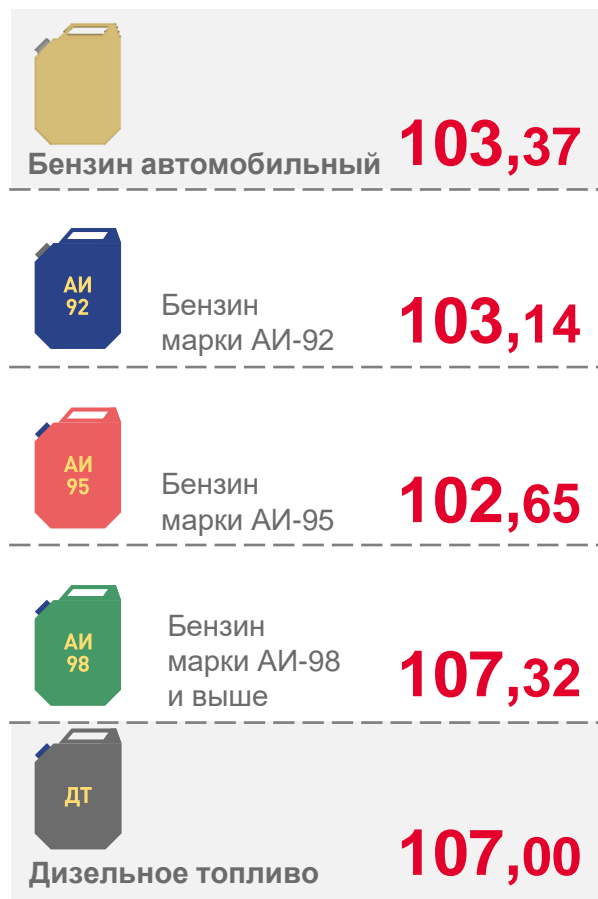 Бензин автомобильный 103,37
АИ
92
Бензин
марки АИ-92
103,14
АИ
95
Бензин
марки АИ-95
102,65
АИ
98
Бензин
марки АИ-98
и выше
107,32
ДТ
Дизельное топливо 107,00